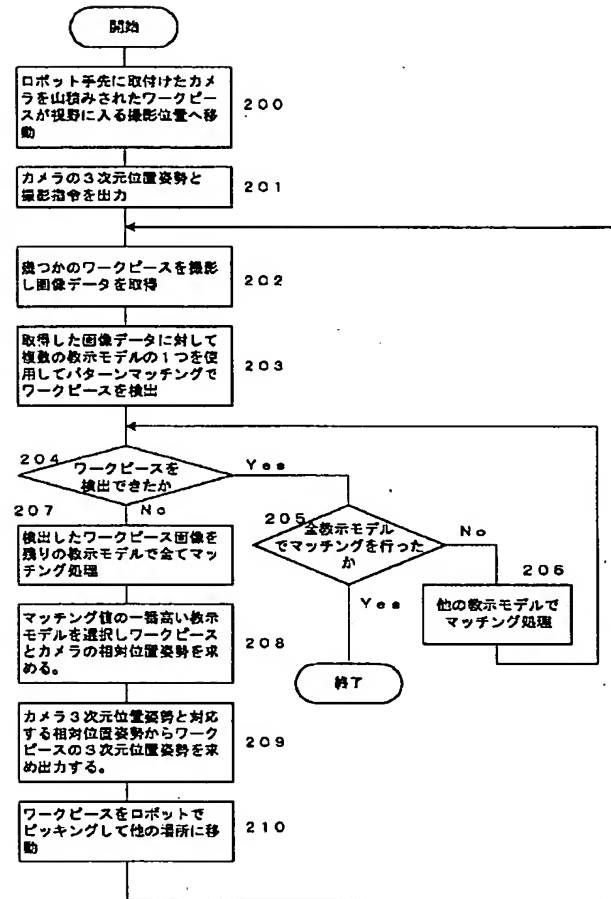 開始
ロボット手先に取付けたカメ
ラを山積みされたワークピー
スが視野に入る撮影位置へ移
動
200
カメラの3次元位置姿勢と
撮影指令を出力
201
幾つかのワークピースを撮影
し画像データを取得
202
取得した画像データに対して
複数の教示モデルの1つを使
用してパターンマッチングで
ワークピースを検出
203
204
ワークピースを
検出できたか
Yes
207
No
205
全教示モデル
でマッチングを行った
か
No
Yes
206
他の教示モデルで
マッチング処理
終了
検出したワークピース画像を
残りの教示モデルで全てマッ
チング処理
マッチング値の一番高い教示
モデルを選択しワークピース
とカメラの相対位置姿勢を求
める。
208
カメラ3次元位置姿勢と対応
する相対位置姿勢からワーク
ピースの3次元位置姿勢を求
め出力する。
209
ワークピースをロボットで
ピッキングして他の場所に移
動
210